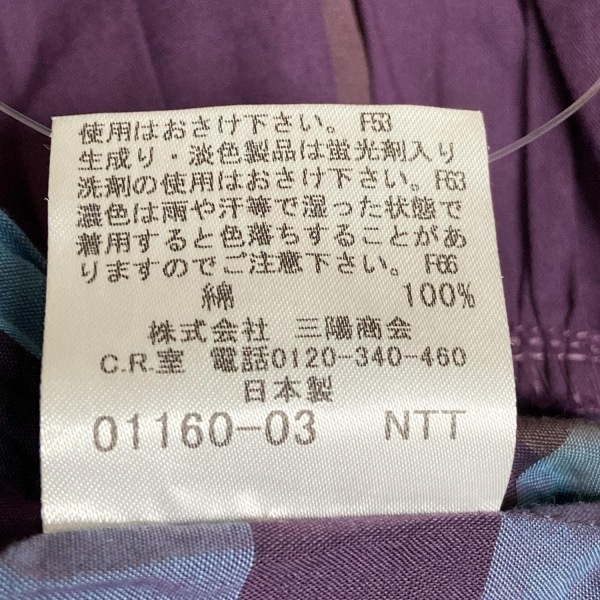 使用はおさけ下さい。 F53
生成り・淡色製品は蛍光剤入り
洗剤の使用はおさけ下さい。 F63
濃色は雨や汗等で湿った状態で
着用すると色落ちすることがあ
りますのでご注意下さい。 F66
綿 100%
株式会社 三陽商会
C.R.室 電話0120-340-460
日本製
01160-03 NTT